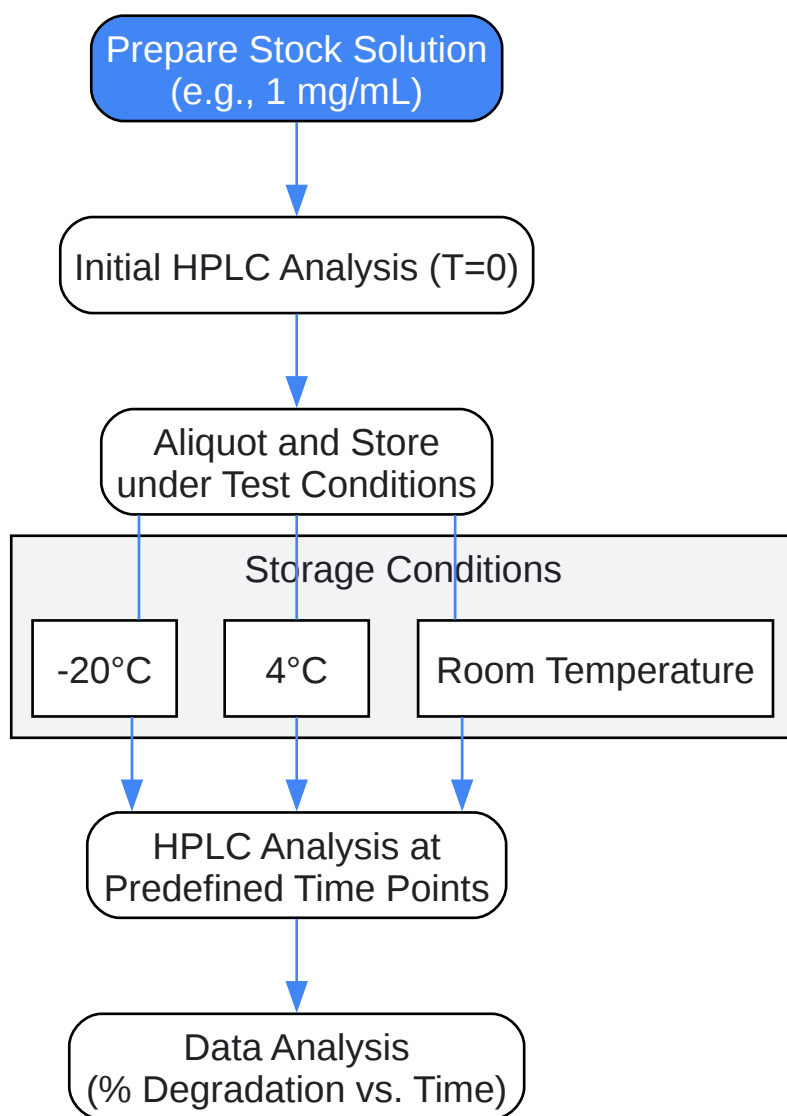 Prepare Stock Solution
(e.g., 1 mg/mL)
Initial HPLC Analysis (T=0)
Aliquot and Store
under Test Conditions
Storage Conditions
-20°C
4°C
Room Temperature
HPLC Analysis at
Predefined Time Points
Data Analysis
(% Degradation vs. Time)